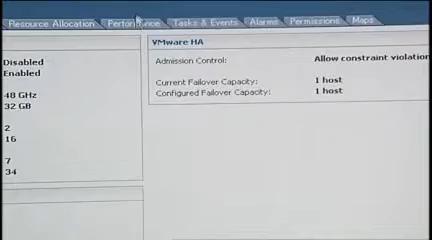 Resource Allocation Performance Tasks & Events Alarms Permissions Maps
VMware HA
Disabled
Enabled
Admission Control: Allow constraint violation
48 GHz
32 GB
Current Failover Capacity: 1 host
Configured Failover Capacity: 1 host
2
16
7
34